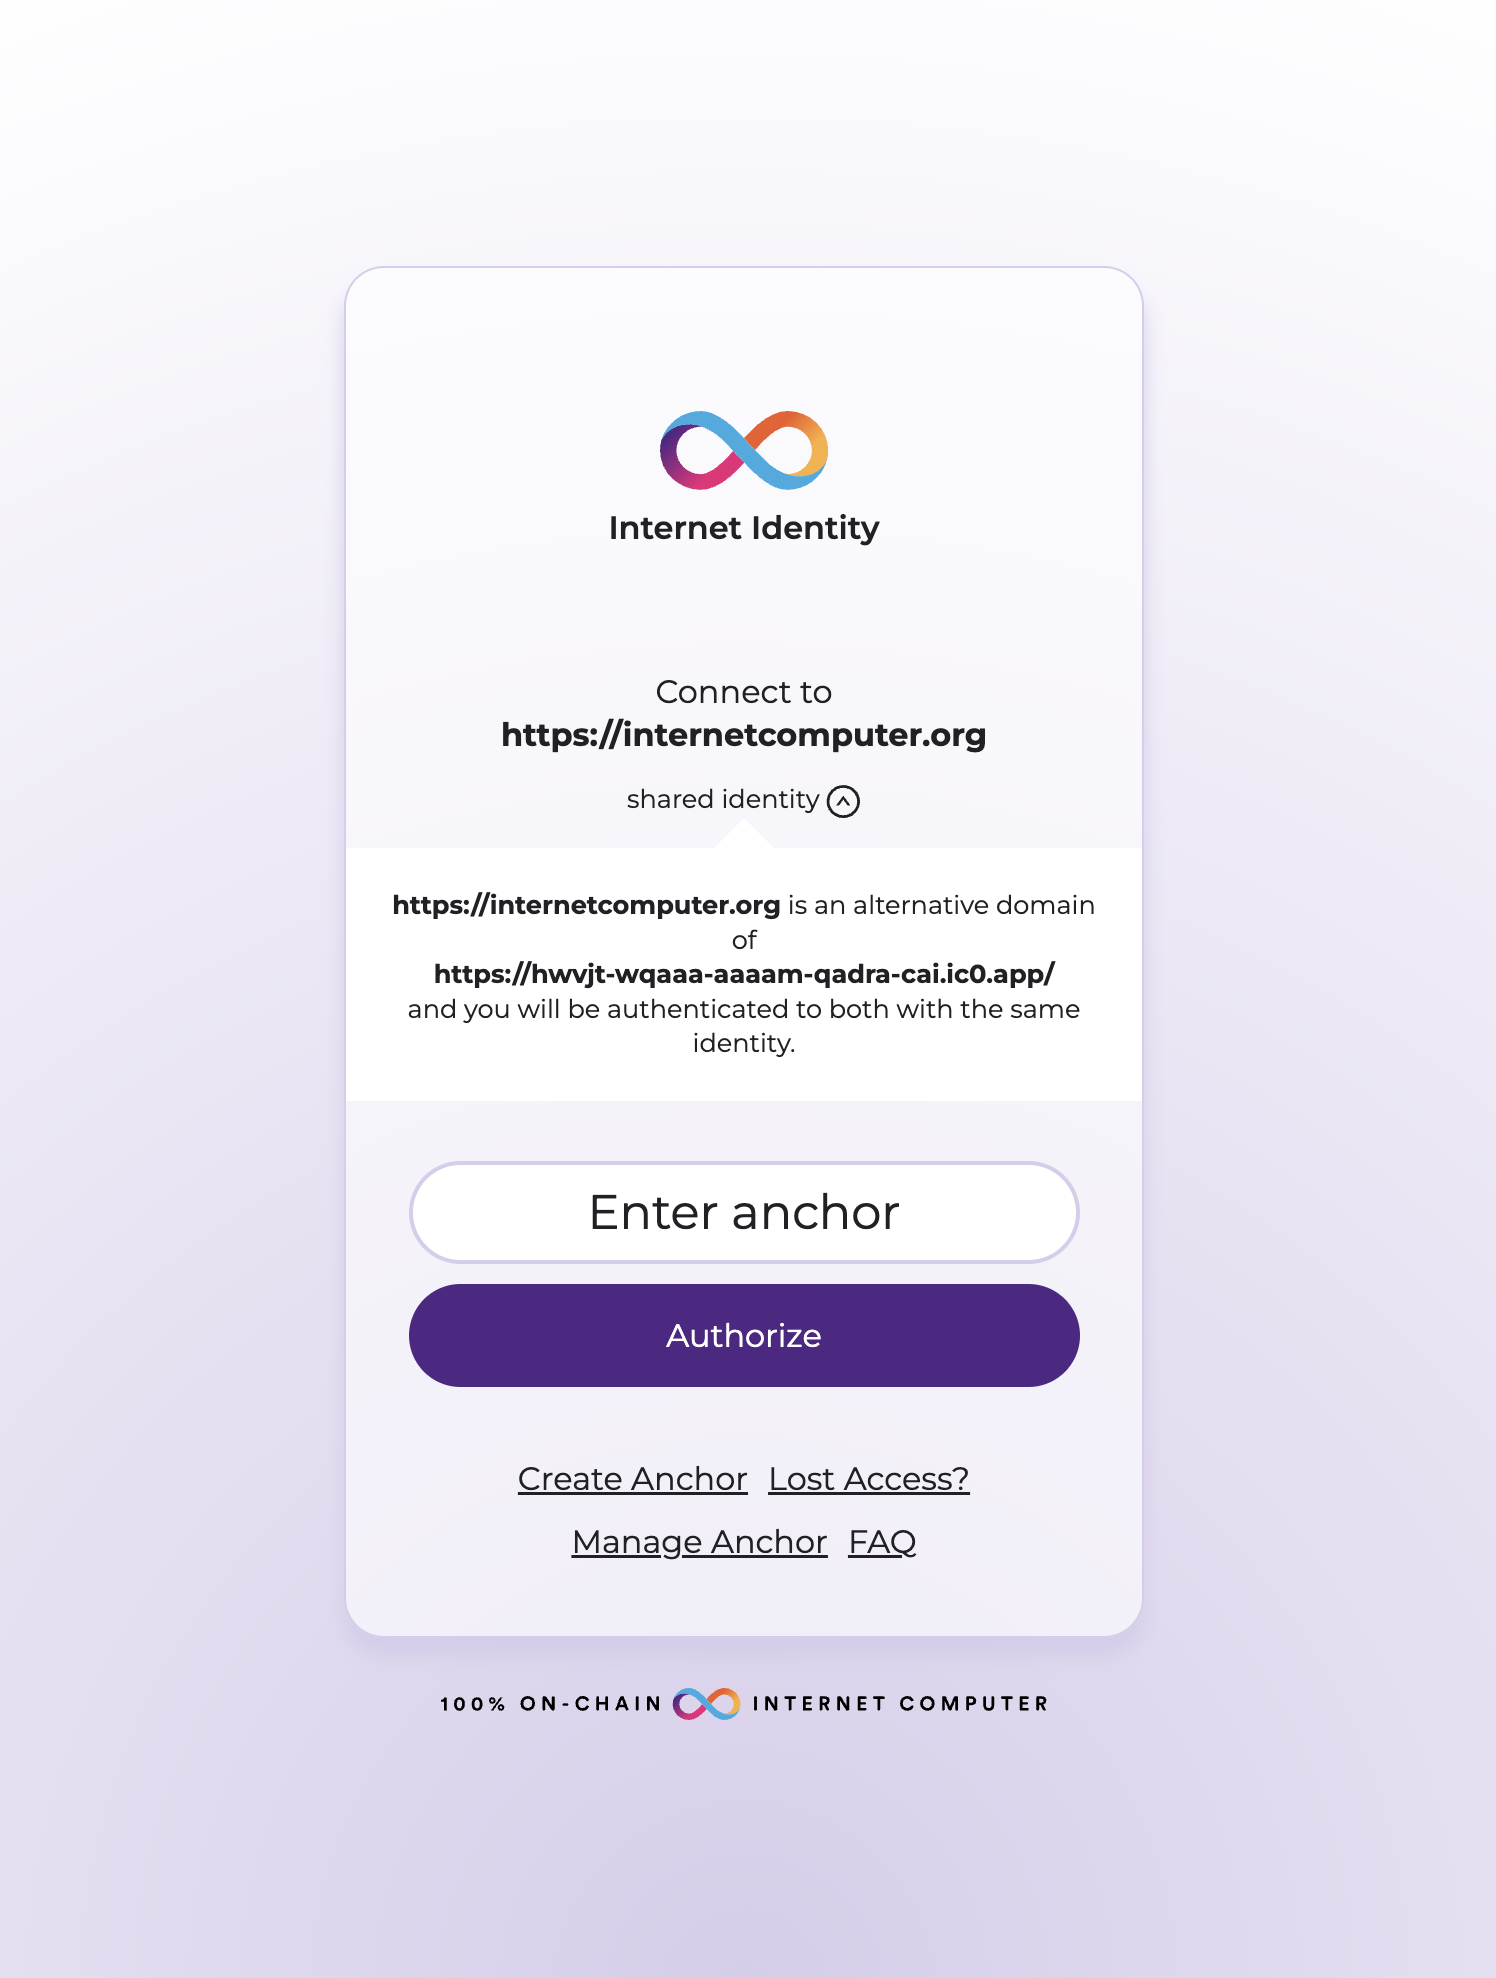 Internet Identity
Connect to
https://internetcomputer.org
shared identity
https://internetcomputer.org is an alternative domain
of
https://hwvjt-wqaaa-aaaam-qadra-cai.ic0.app/
and you will be authenticated to both with the same
identity.
Enter anchor
Authorize
Create Anchor Lost Access?
Manage Anchor FAQ
100% ON-CHAIN INTERNET COMPUTER